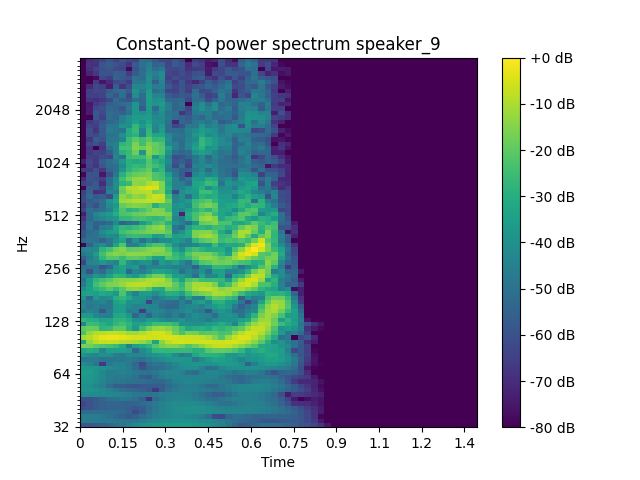 Constant-Q power spectrum speaker_9
+0 dB
-10 dB
-20 dB
-30 dB
-40 dB
-50 dB
-60 dB
-70 dB
-80 dB
Hz
2048
1024
512
256
128
64
32
0 0.15 0.3 0.45 0.6 0.75 0.9 1.1 1.2 1.4
Time